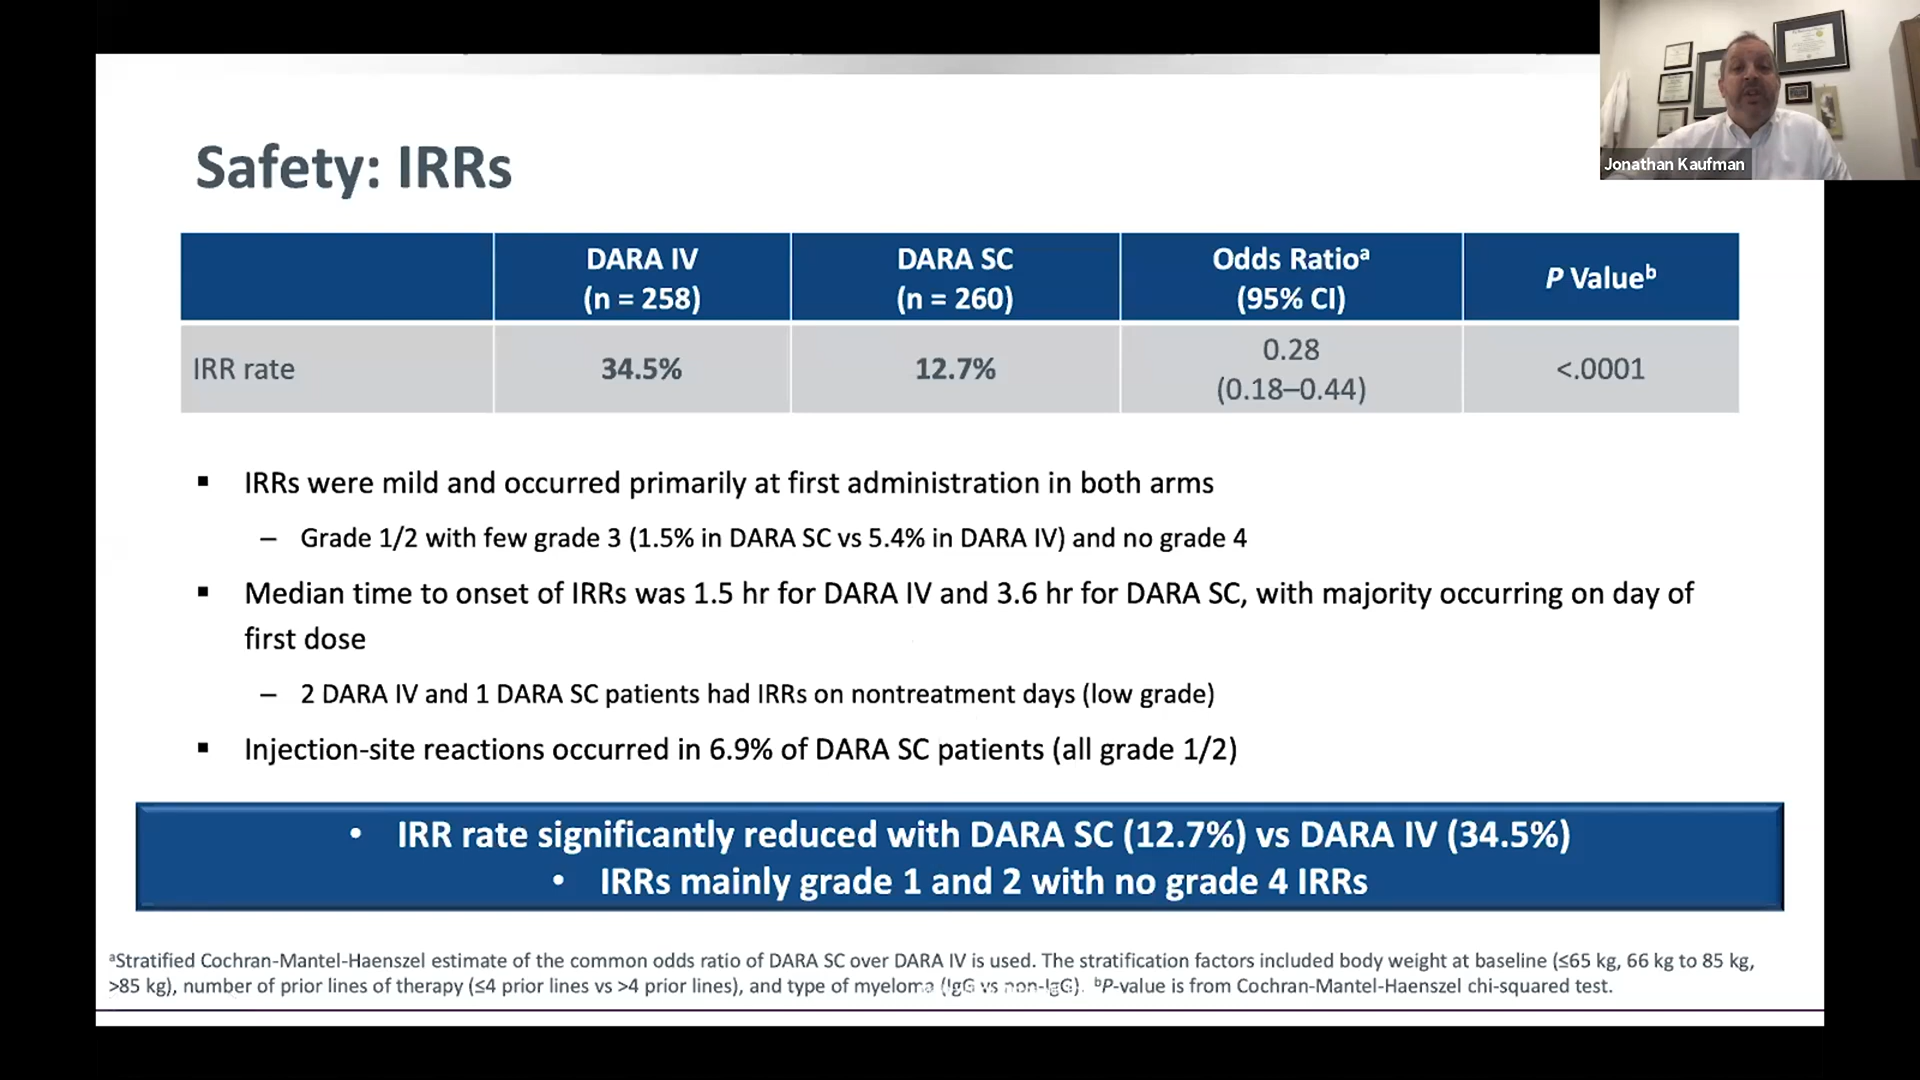 Jonathan Kaufman
Safety: IRRs
DARA IV
(n = 258)
DARA SC
(n = 260)
Odds Ratioᵃ
(95% CI)
P Valueᵇ
IRR rate
34.5%
12.7%
0.28
(0.18–0.44)
<.0001
▪ IRRs were mild and occurred primarily at first administration in both arms
– Grade 1/2 with few grade 3 (1.5% in DARA SC vs 5.4% in DARA IV) and no grade 4
▪ Median time to onset of IRRs was 1.5 hr for DARA IV and 3.6 hr for DARA SC, with majority occurring on day of
first dose
– 2 DARA IV and 1 DARA SC patients had IRRs on nontreatment days (low grade)
▪ Injection-site reactions occurred in 6.9% of DARA SC patients (all grade 1/2)
• IRR rate significantly reduced with DARA SC (12.7%) vs DARA IV (34.5%)
• IRRs mainly grade 1 and 2 with no grade 4 IRRs
ᵃStratified Cochran-Mantel-Haenszel estimate of the common odds ratio of DARA SC over DARA IV is used. The stratification factors included body weight at baseline (≤65 kg, 66 kg to 85 kg,
>85 kg), number of prior lines of therapy (≤4 prior lines vs >4 prior lines), and type of myeloma (IgG vs non-IgG). ᵇP-value is from Cochran-Mantel-Haenszel chi-squared test.